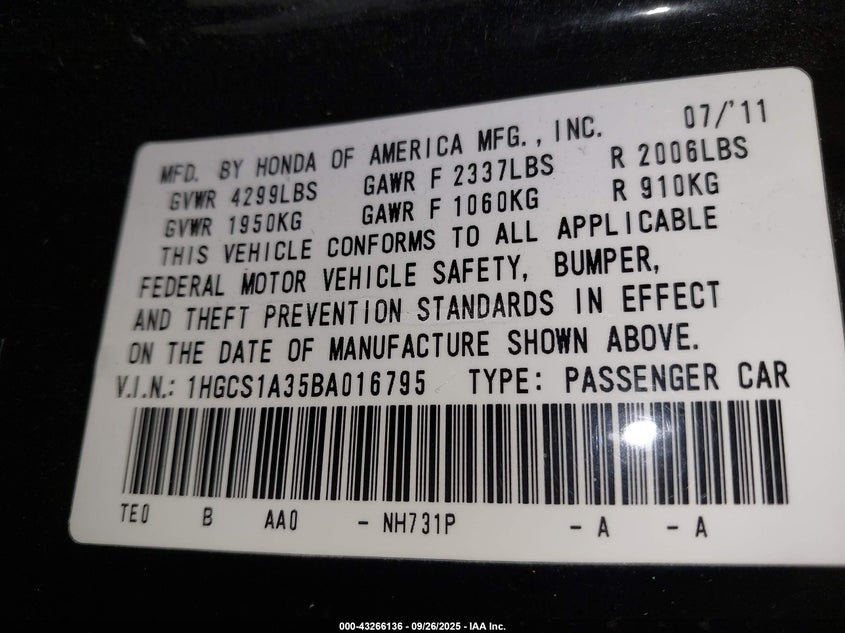 MFD. BY HONDA OF AMERICA MFG., INC. 07/'11
GVWR 4299LBS GAWR F 2337LBS R 2006LBS
GVWR 1950KG GAWR F 1060KG R 910KG
THIS VEHICLE CONFORMS TO ALL APPLICABLE
FEDERAL MOTOR VEHICLE SAFETY, BUMPER,
AND THEFT PREVENTION STANDARDS IN EFFECT
ON THE DATE OF MANUFACTURE SHOWN ABOVE.
V.I.N.: 1HGCS1A35BA016795 TYPE: PASSENGER CAR
TE0 B AA0 - NH731P - A - A
000-43266136 - 09/26/2025 - IAA Inc.